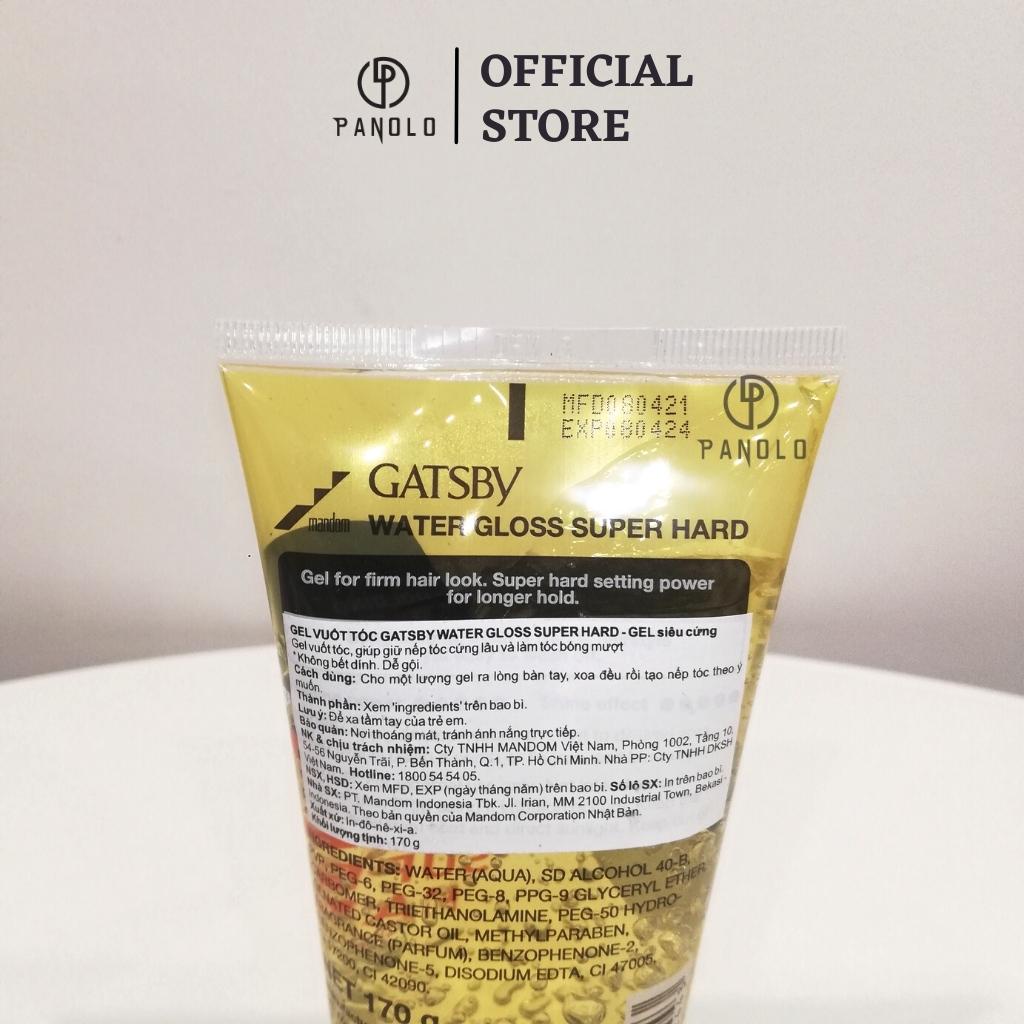 PANOLO
OFFICIAL
STORE
MFD080421
EXP080424
PANOLO
GATSBY
mandom
WATER GLOSS SUPER HARD
Gel for firm hair look. Super hard setting power
for longer hold.
GEL VUỐT TÓC GATSBY WATER GLOSS SUPER HARD - GEL siêu cứng
Gel vuốt tóc, giúp giữ nếp tóc cứng lâu và làm tóc bóng mượt
*Không bết dính. Dễ gội.
Cách dùng: Cho một lượng gel ra lòng bàn tay, xoa đều rồi tạo nếp tóc theo ý
muốn.
Thành phần: Xem 'ingredients' trên bao bì.
Lưu ý: Để xa tầm tay của trẻ em.
Bảo quản: Nơi thoáng mát, tránh ánh nắng trực tiếp.
NK & chịu trách nhiệm: Cty TNHH MANDOM Việt Nam, Phòng 1002, Tầng 10,
54-56 Nguyễn Trãi, P. Bến Thành, Q.1, TP. Hồ Chí Minh. Nhà PP: Cty TNHH DKSH
Việt Nam. Hotline: 1800 54 54 05.
NSX, HSD: Xem MFD, EXP (ngày tháng năm) trên bao bì. Số lô SX: In trên bao bì.
Nhà SX: PT. Mandom Indonesia Tbk. Jl. Irian, MM 2100 Industrial Town, Bekasi -
Indonesia. Theo bản quyền của Mandom Corporation Nhật Bản.
Xuất xứ: In-đô-nê-xi-a.
Khối lượng tịnh: 170 g
INGREDIENTS: WATER (AQUA), SD ALCOHOL 40-B,
PEG-6, PEG-32, PEG-8, PPG-9 GLYCERYL ETHER,
TRIETHANOLAMINE, PEG-50 HYDRO-
CASTOR OIL, METHYLPARABEN,
(PARFUM), BENZOPHENONE-2,
DISODIUM EDTA, CI 47005,
CI 42090.
170 g